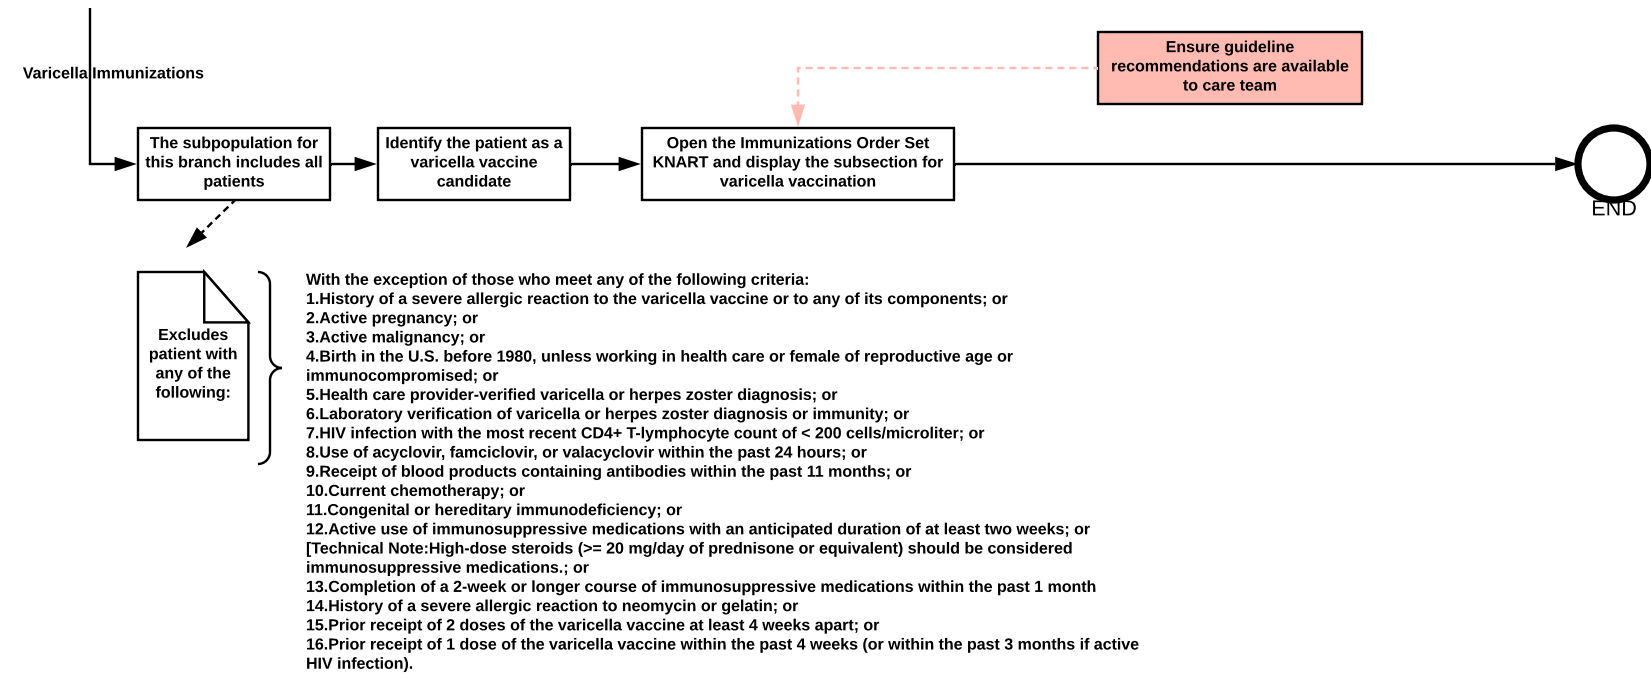 Ensure guideline
recommendations are available
to care team
Varicella Immunizations
The subpopulation for
this branch includes all
patients
Identify the patient as a
varicella vaccine
candidate
Open the Immunizations Order Set
KNART and display the subsection for
varicella vaccination
END
Excludes
patient with
any of the
following:
With the exception of those who meet any of the following criteria:
1.History of a severe allergic reaction to the varicella vaccine or to any of its components; or
2.Active pregnancy; or
3.Active malignancy; or
4.Birth in the U.S. before 1980, unless working in health care or female of reproductive age or
immunocompromised; or
5.Health care provider-verified varicella or herpes zoster diagnosis; or
6.Laboratory verification of varicella or herpes zoster diagnosis or immunity; or
7.HIV infection with the most recent CD4+ T-lymphocyte count of < 200 cells/microliter; or
8.Use of acyclovir, famciclovir, or valacyclovir within the past 24 hours; or
9.Receipt of blood products containing antibodies within the past 11 months; or
10.Current chemotherapy; or
11.Congenital or hereditary immunodeficiency; or
12.Active use of immunosuppressive medications with an anticipated duration of at least two weeks; or
[Technical Note:High-dose steroids (>= 20 mg/day of prednisone or equivalent) should be considered
immunosuppressive medications.; or
13.Completion of a 2-week or longer course of immunosuppressive medications within the past 1 month
14.History of a severe allergic reaction to neomycin or gelatin; or
15.Prior receipt of 2 doses of the varicella vaccine at least 4 weeks apart; or
16.Prior receipt of 1 dose of the varicella vaccine within the past 4 weeks (or within the past 3 months if active
HIV infection).